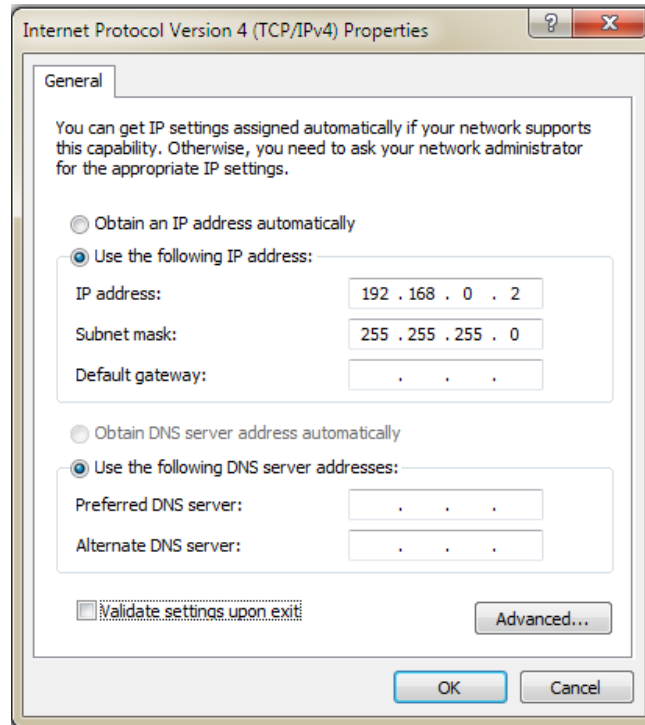 Internet Protocol Version 4 (TCP/IPv4) Properties
?
General
You can get IP settings assigned automatically if your network supports
this capability. Otherwise, you need to ask your network administrator
for the appropriate IP settings.
Obtain an IP address automatically
Use the following IP address:
IP address: 192 . 168 . 0 . 2
Subnet mask: 255 . 255 . 255 . 0
Default gateway: . . .
Obtain DNS server address automatically
Use the following DNS server addresses:
Preferred DNS server: . . .
Alternate DNS server: . . .
Validate settings upon exit
Advanced...
OK Cancel